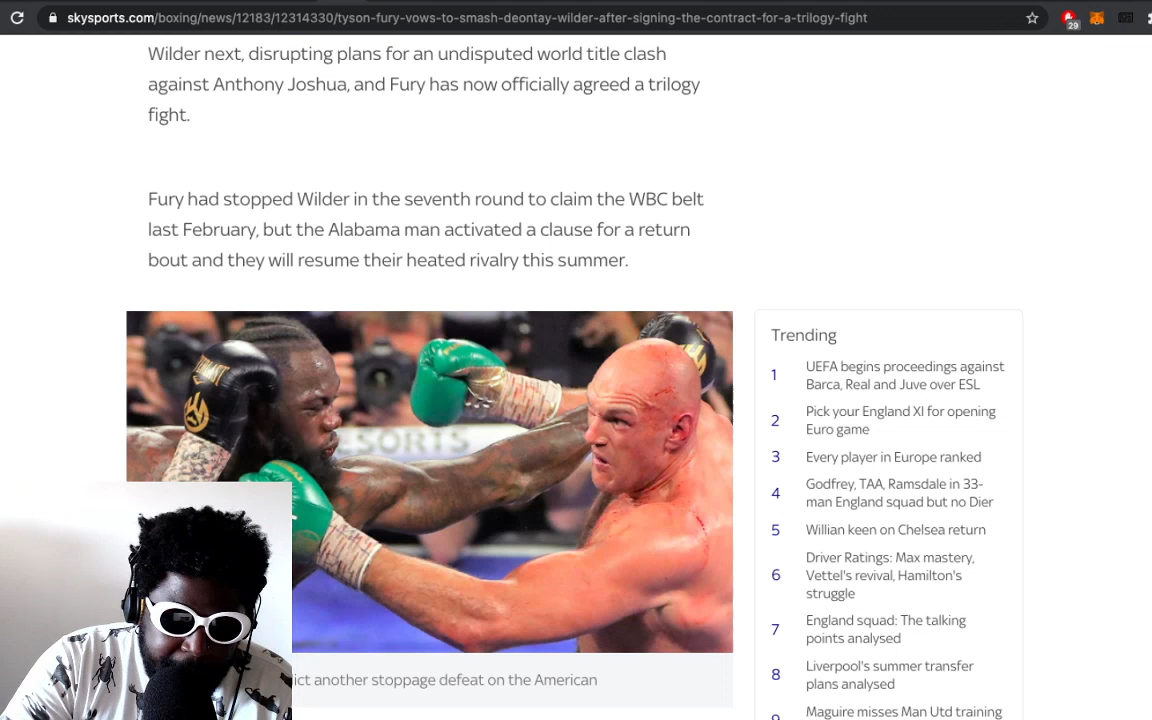 skysports.com/boxing/news/12183/12314330/tyson-fury-vows-to-smash-deontay-wilder-after-signing-the-contract-for-a-trilogy-fight
29
Wilder next, disrupting plans for an undisputed world title clash
against Anthony Joshua, and Fury has now officially agreed a trilogy
fight.
Fury had stopped Wilder in the seventh round to claim the WBC belt
last February, but the Alabama man activated a clause for a return
bout and they will resume their heated rivalry this summer.
SORTS
ict another stoppage defeat on the American
Trending
1 UEFA begins proceedings against
Barca, Real and Juve over ESL
2 Pick your England XI for opening
Euro game
3 Every player in Europe ranked
4 Godfrey, TAA, Ramsdale in 33-
man England squad but no Dier
5 Willian keen on Chelsea return
6 Driver Ratings: Max mastery,
Vettel's revival, Hamilton's
struggle
7 England squad: The talking
points analysed
8 Liverpool's summer transfer
plans analysed
Maguire misses Man Utd training